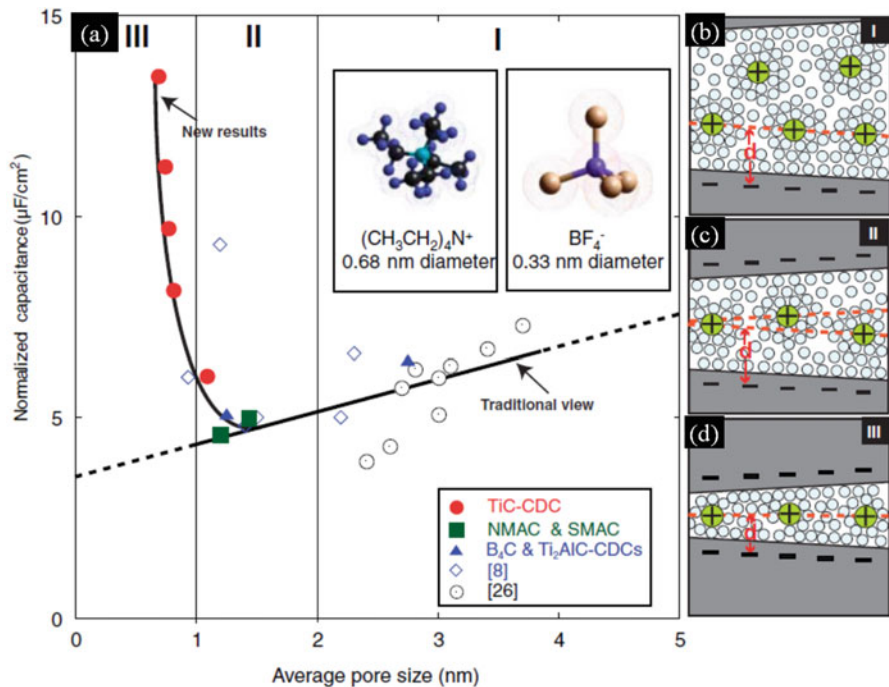 (a)
III
II
I
15
10
5
0
Normalized capacitance (µF/cm²)
New results
(CH₃CH₂)₄N⁺
0.68 nm diameter
BF₄⁻
0.33 nm diameter
Traditional view
TiC-CDC
NMAC & SMAC
B₄C & Ti₂AlC-CDCs
[8]
[26]
0 1 2 3 4 5
Average pore size (nm)
(b)
I
+ + + + +
d
(c)
II
+ + +
d
(d)
III
+ + +
d